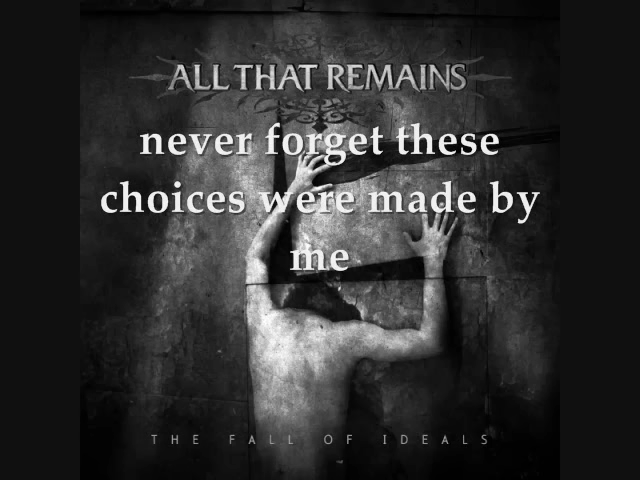 ALL THAT REMAINS
never forget these
choices were made by
me
THE FALL OF IDEALS